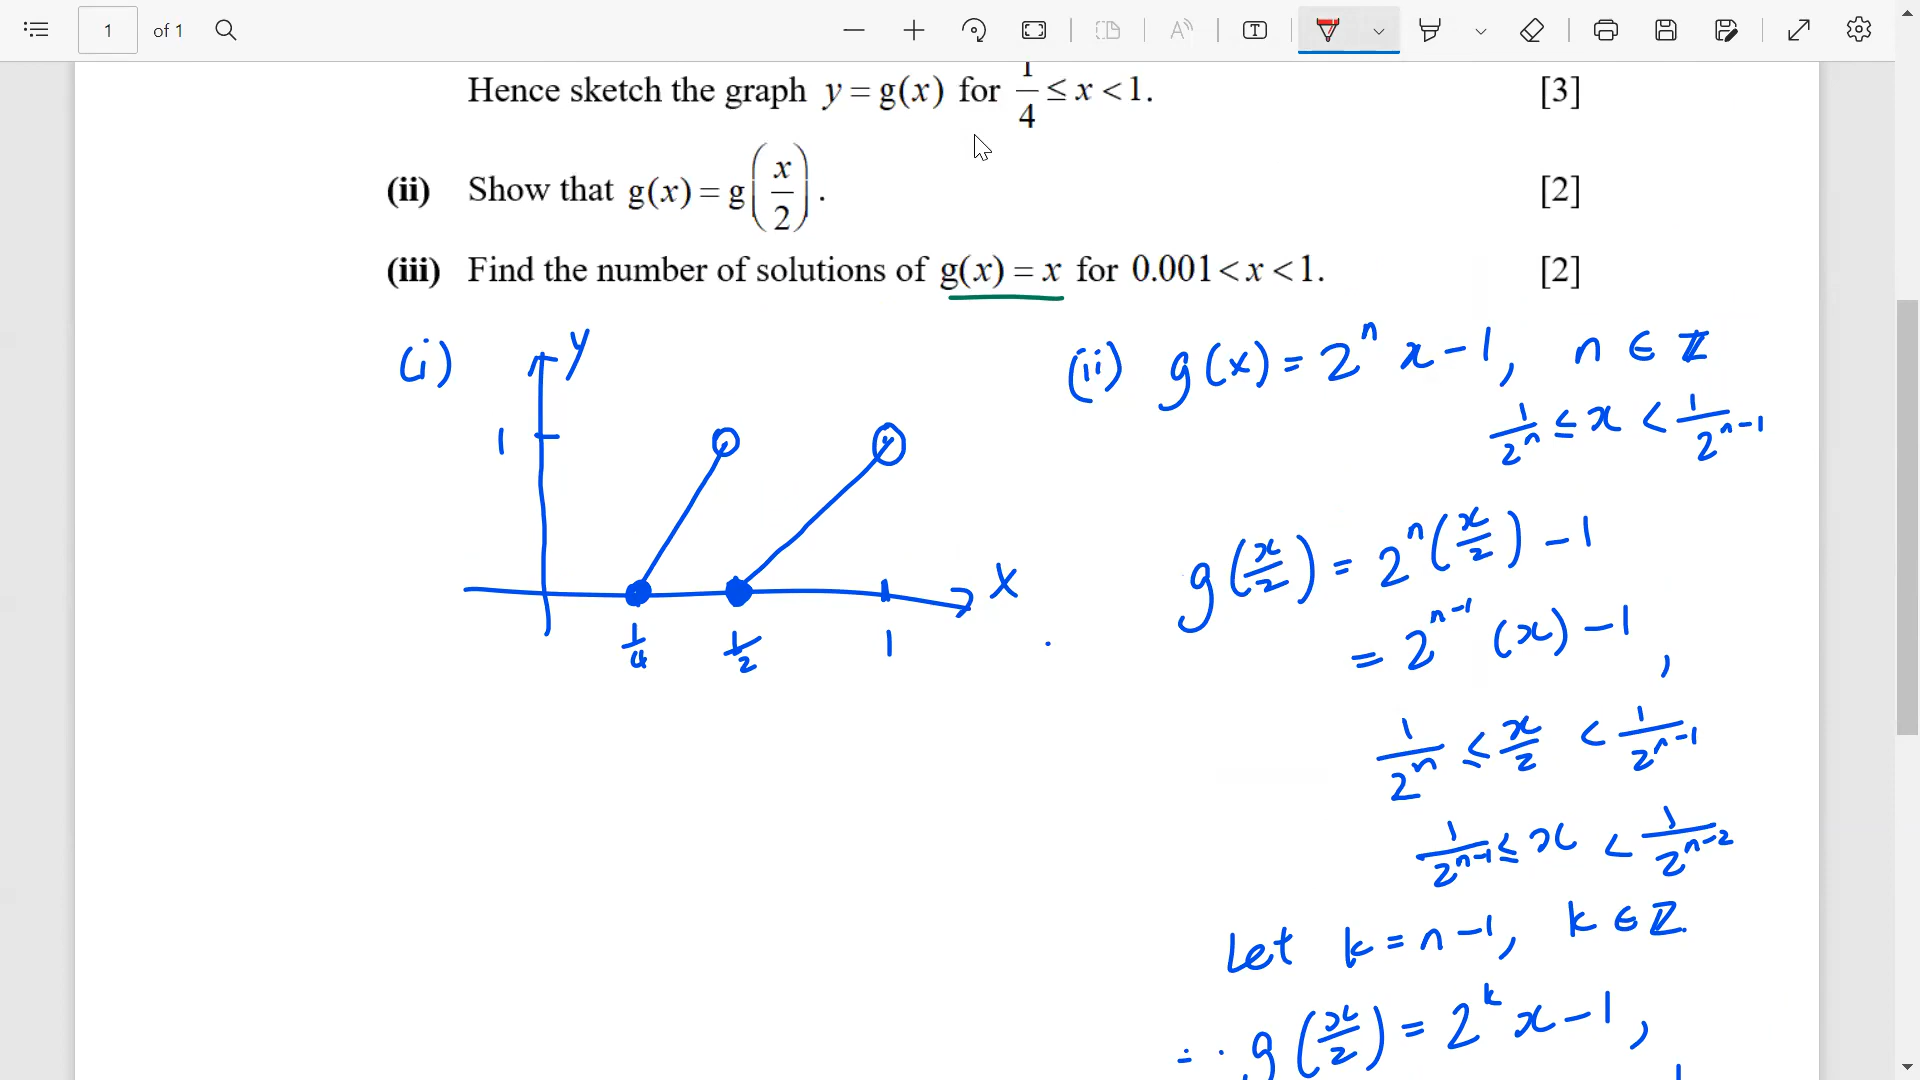 1 of 1
Hence sketch the graph y = g(x) for 1/4 ≤ x < 1. [3]
(ii) Show that g(x) = g(x/2). [2]
(iii) Find the number of solutions of g(x) = x for 0.001 < x < 1. [2]
(i)
y
1
x
1/4 1/2 1
(ii) g(x) = 2^n x − 1, n ∈ ℤ
1/2^n ≤ x < 1/2^(n−1)
g(x/2) = 2^n (x/2) − 1
= 2^(n−1) (x) − 1,
1/2^n ≤ x/2 < 1/2^(n−1)
1/2^(n−1) ≤ x < 1/2^(n−2)
Let k = n − 1, k ∈ ℤ.
∴ g(x/2) = 2^k x − 1,